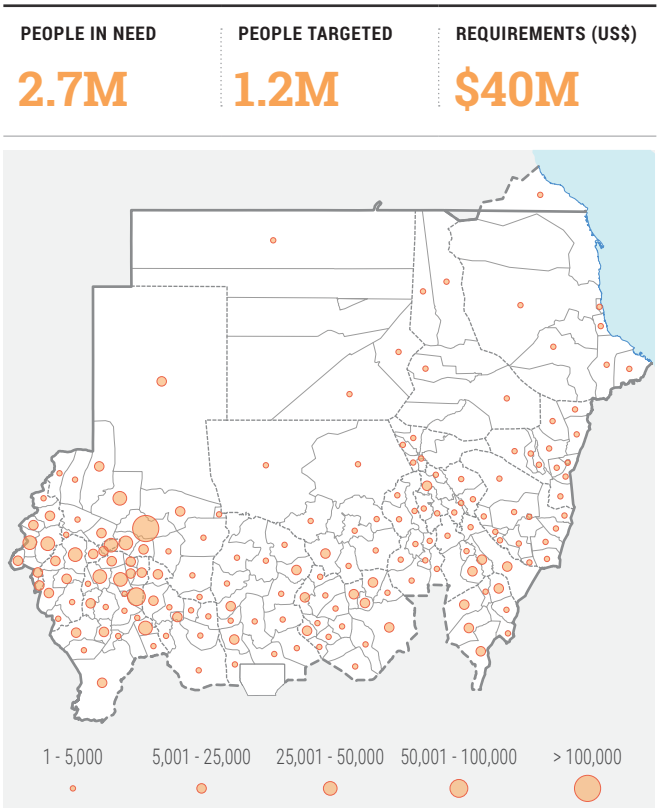 PEOPLE IN NEED PEOPLE TARGETED REQUIREMENTS (US$)
2.7M 1.2M $40M
1 - 5,000 5,001 - 25,000 25,001 - 50,000 50,001 - 100,000 > 100,000